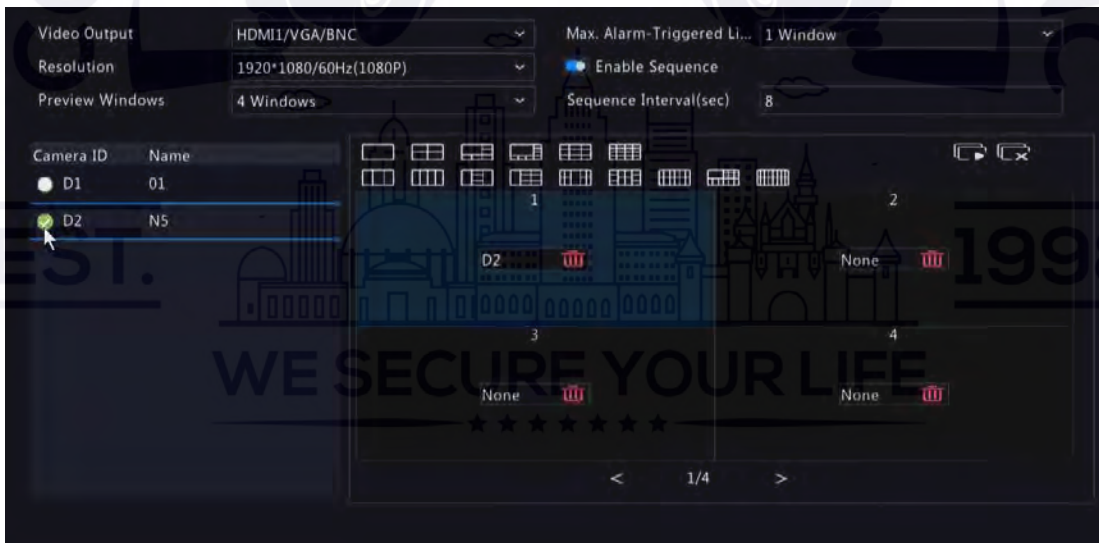 Video Output HDMI1/VGA/BNC Max. Alarm-Triggered Li... 1 Window
Resolution 1920*1080/60Hz(1080P) Enable Sequence
Preview Windows 4 Windows Sequence Interval(sec) 8
Camera ID Name
D1 01
D2 N5
1 2
D2 None
EST. 199
3 4
WE SECURE YOUR LIFE
None None
< 1/4 >